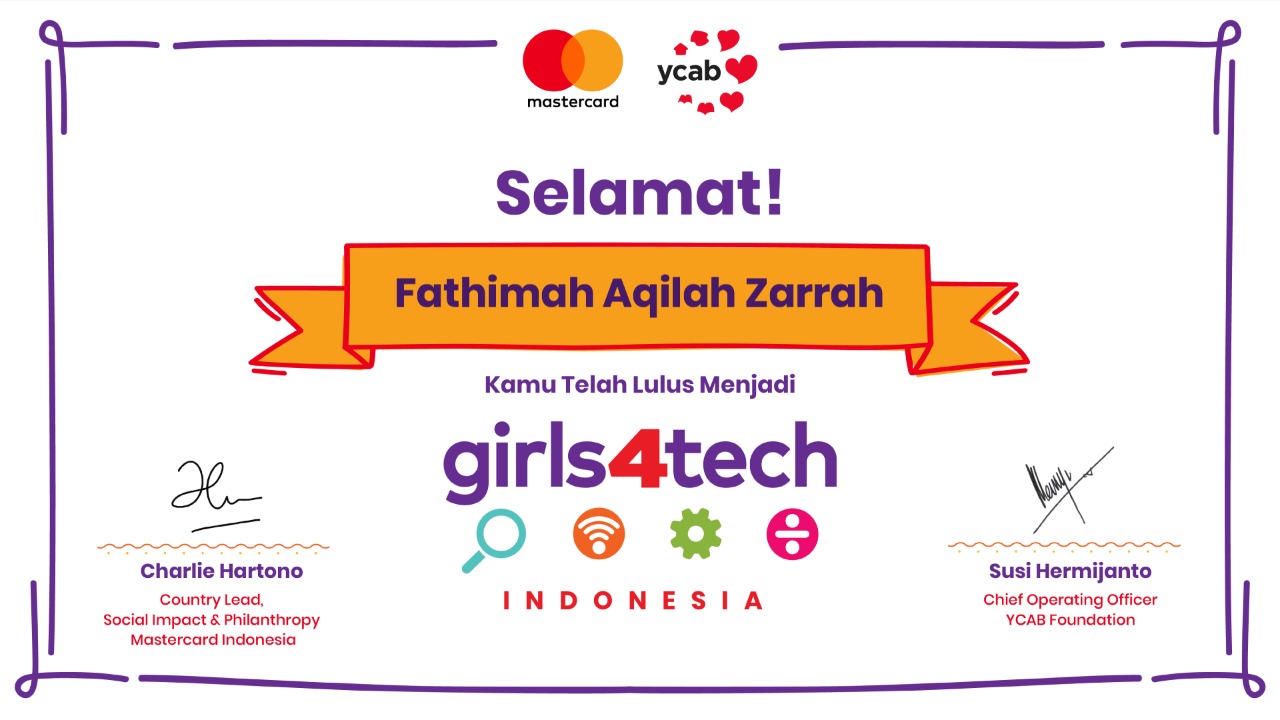 mastercard
ycab
Selamat!
Fathimah Aqilah Zarrah
Kamu Telah Lulus Menjadi
girls4tech
INDONESIA
Charlie Hartono
Country Lead,
Social Impact & Philanthropy
Mastercard Indonesia
Susi Hermijanto
Chief Operating Officer
YCAB Foundation